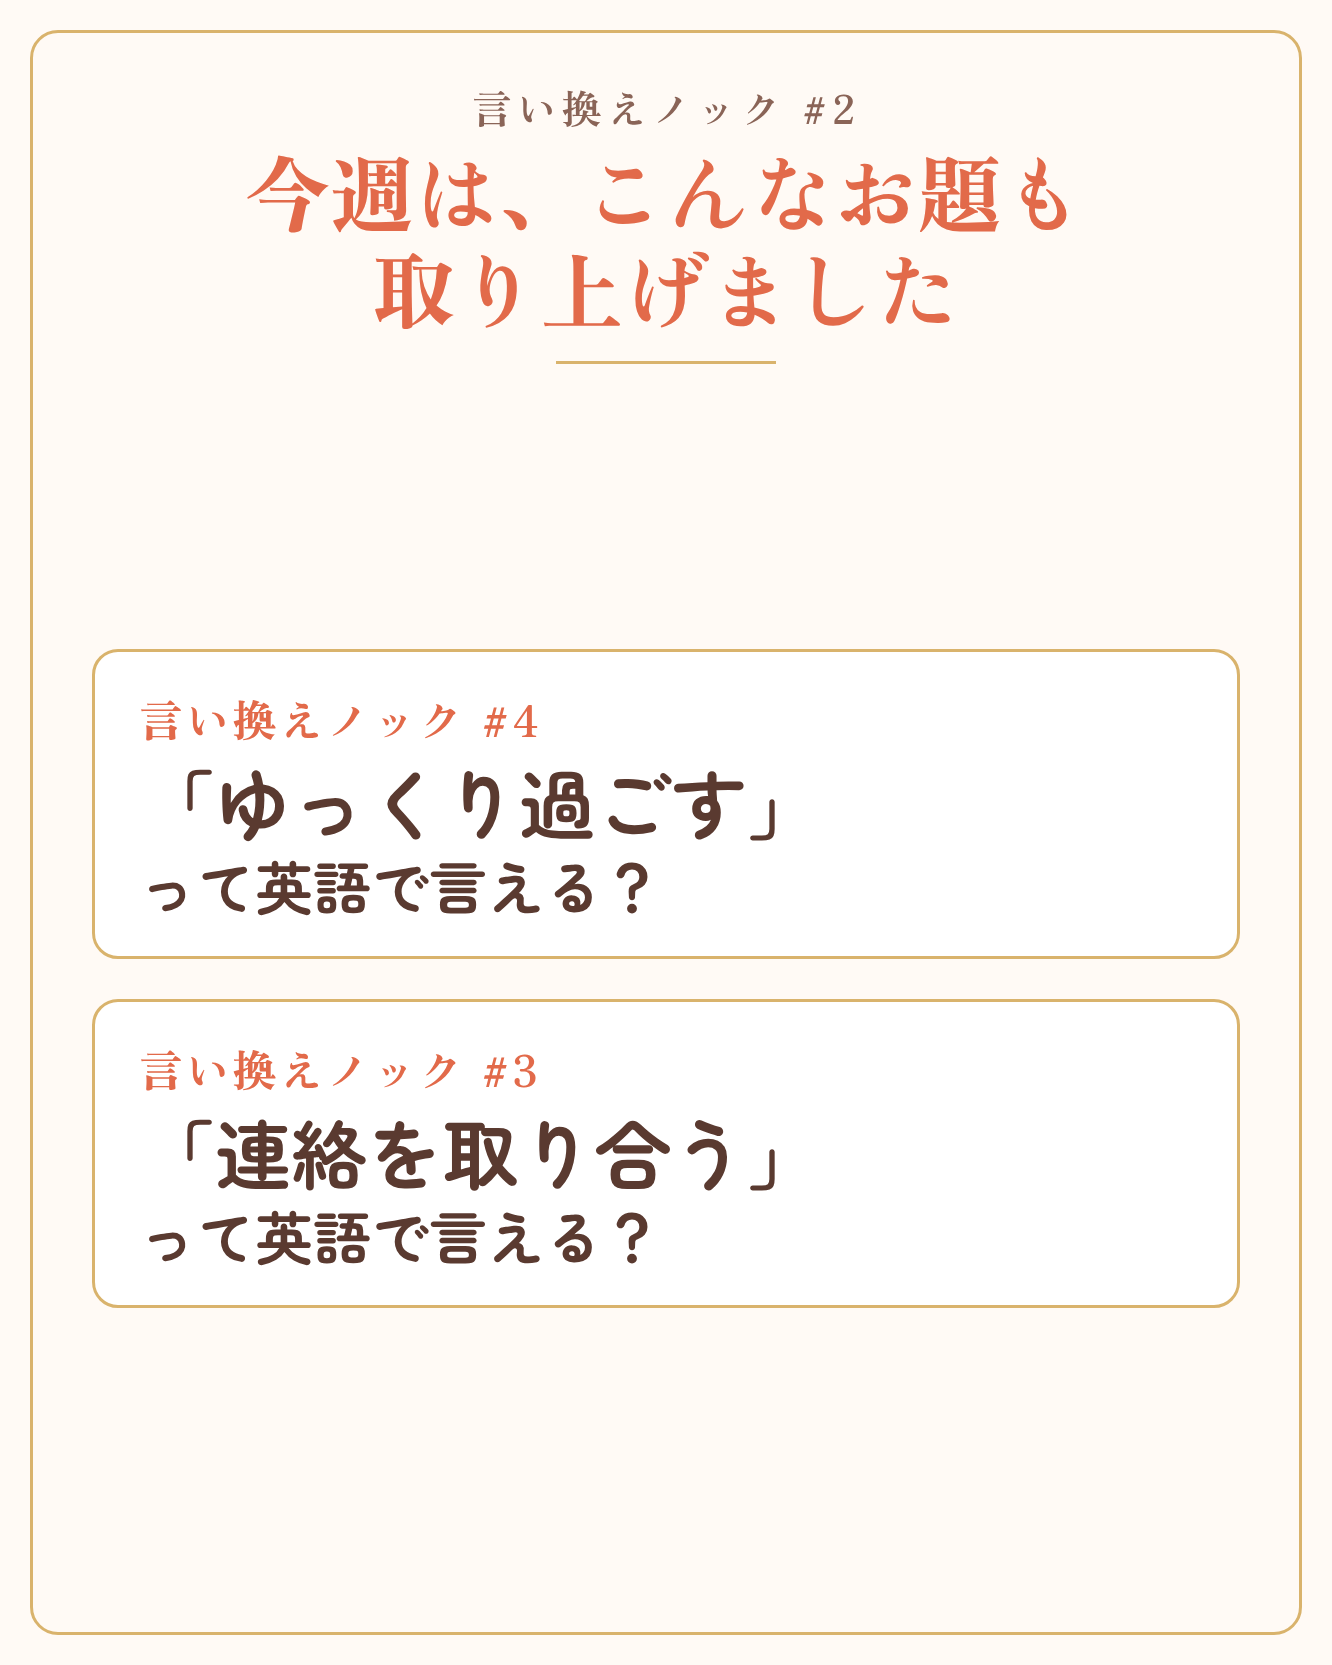 言い換えノック #2
今週は、こんなお題も
取り上げました
言い換えノック #4
「ゆっくり過ごす」
って英語で言える？
言い換えノック #3
「連絡を取り合う」
って英語で言える？